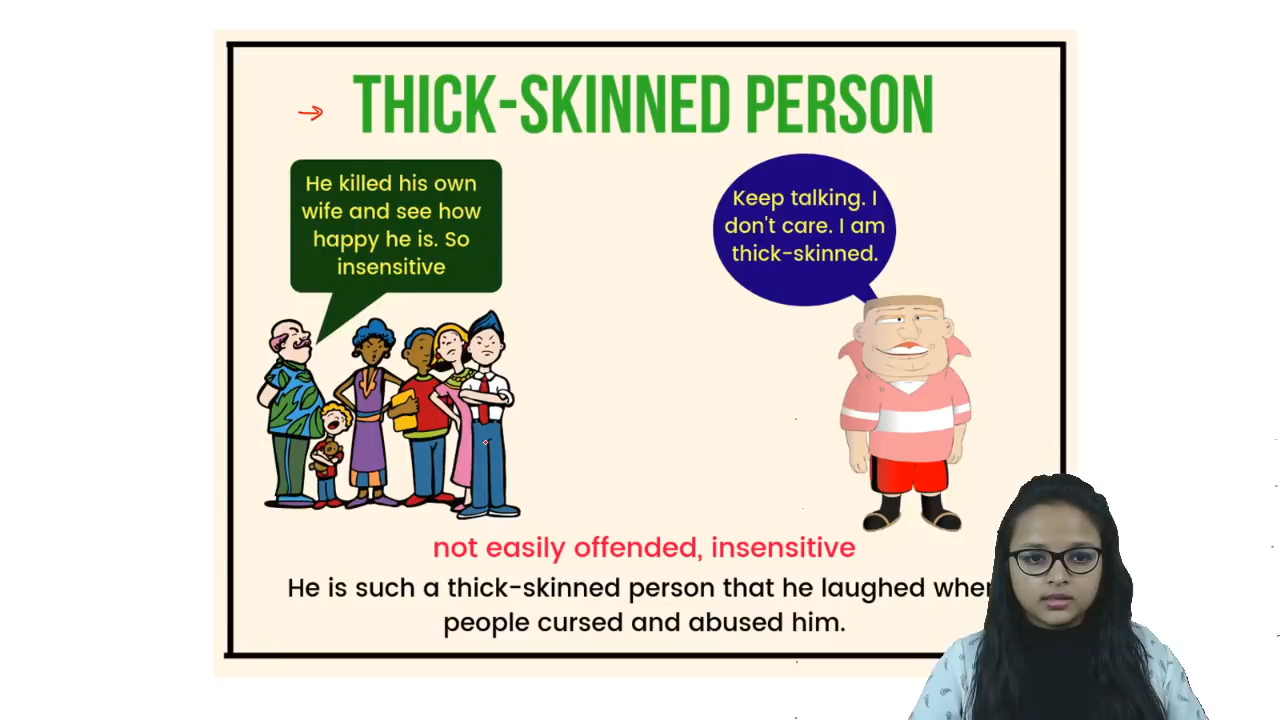 THICK-SKINNED PERSON
He killed his own
wife and see how
happy he is. So
insensitive
Keep talking. I
don't care. I am
thick-skinned.
not easily offended, insensitive
He is such a thick-skinned person that he laughed when
people cursed and abused him.